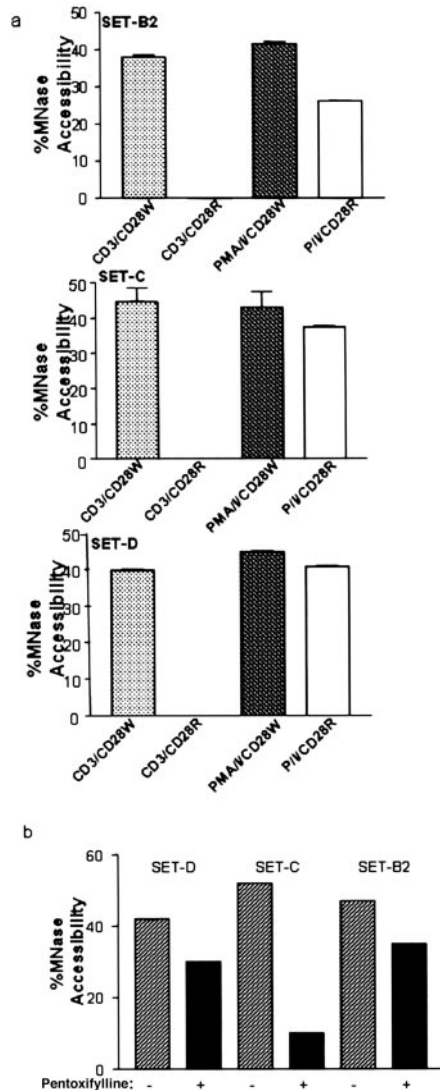 a
SET-B2
%MNase
Accessibility
40
30
20
10
0
CD3/CD28W
CD3/CD28R
PMA/I/CD28W
P/I/CD28R
SET-C
%MNase
Accessibility
50
40
30
20
10
0
CD3/CD28W
CD3/CD28R
PMA/I/CD28W
P/I/CD28R
SET-D
%MNase
Accessibility
50
40
30
20
10
0
CD3/CD28W
CD3/CD28R
PMA/I/CD28W
P/I/CD28R
b
%MNase
Accessibility
60
40
20
0
SET-D SET-C SET-B2
Pentoxifylline: - + - + - +